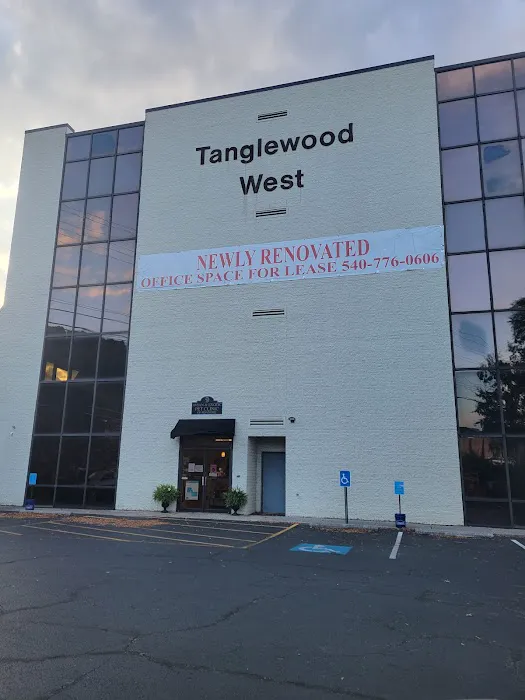 Tanglewood
West
NEWLY RENOVATED
OFFICE SPACE FOR LEASE 540-776-0606